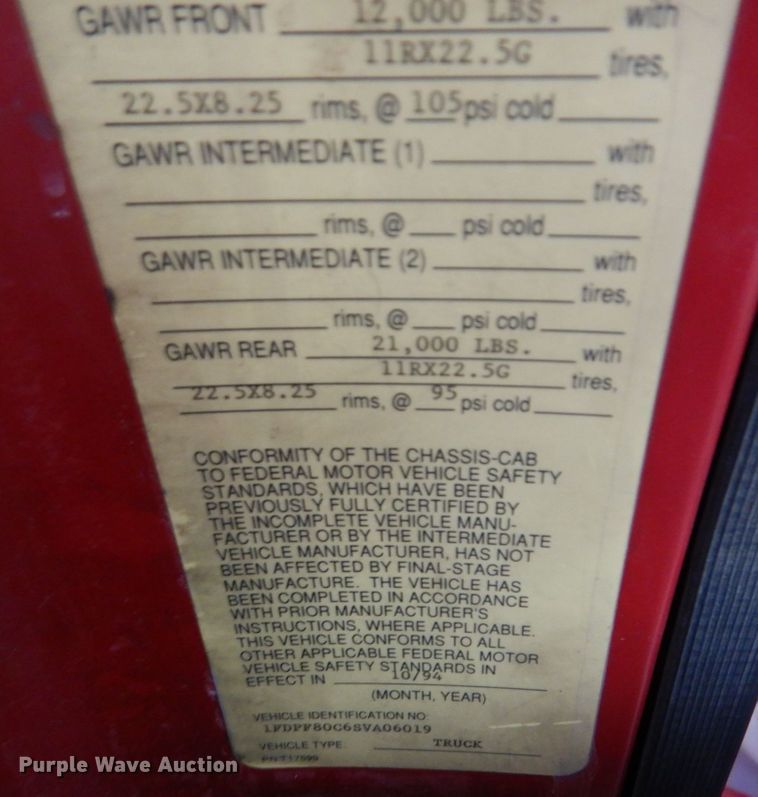 GAWR FRONT 12,000 LBS. with
11RX22.5G tires,
22.5X8.25 rims, @ 105 psi cold
GAWR INTERMEDIATE (1) with
tires,
rims, @ psi cold
GAWR INTERMEDIATE (2) with
tires,
rims, @ psi cold
GAWR REAR 21,000 LBS. with
11RX22.5G tires,
22.5X8.25 rims, @ 95 psi cold
CONFORMITY OF THE CHASSIS-CAB
TO FEDERAL MOTOR VEHICLE SAFETY
STANDARDS, WHICH HAVE BEEN
PREVIOUSLY FULLY CERTIFIED BY
THE INCOMPLETE VEHICLE MANU-
FACTURER OR BY THE INTERMEDIATE
VEHICLE MANUFACTURER, HAS NOT
BEEN AFFECTED BY FINAL-STAGE
MANUFACTURE. THE VEHICLE HAS
BEEN COMPLETED IN ACCORDANCE
WITH PRIOR MANUFACTURER'S
INSTRUCTIONS, WHERE APPLICABLE.
THIS VEHICLE CONFORMS TO ALL
OTHER APPLICABLE FEDERAL MOTOR
VEHICLE SAFETY STANDARDS IN
EFFECT IN 10/94
(MONTH, YEAR)
VEHICLE IDENTIFICATION NO:
1FDPF80C6SVA06019
VEHICLE TYPE: TRUCK
Purple Wave Auction